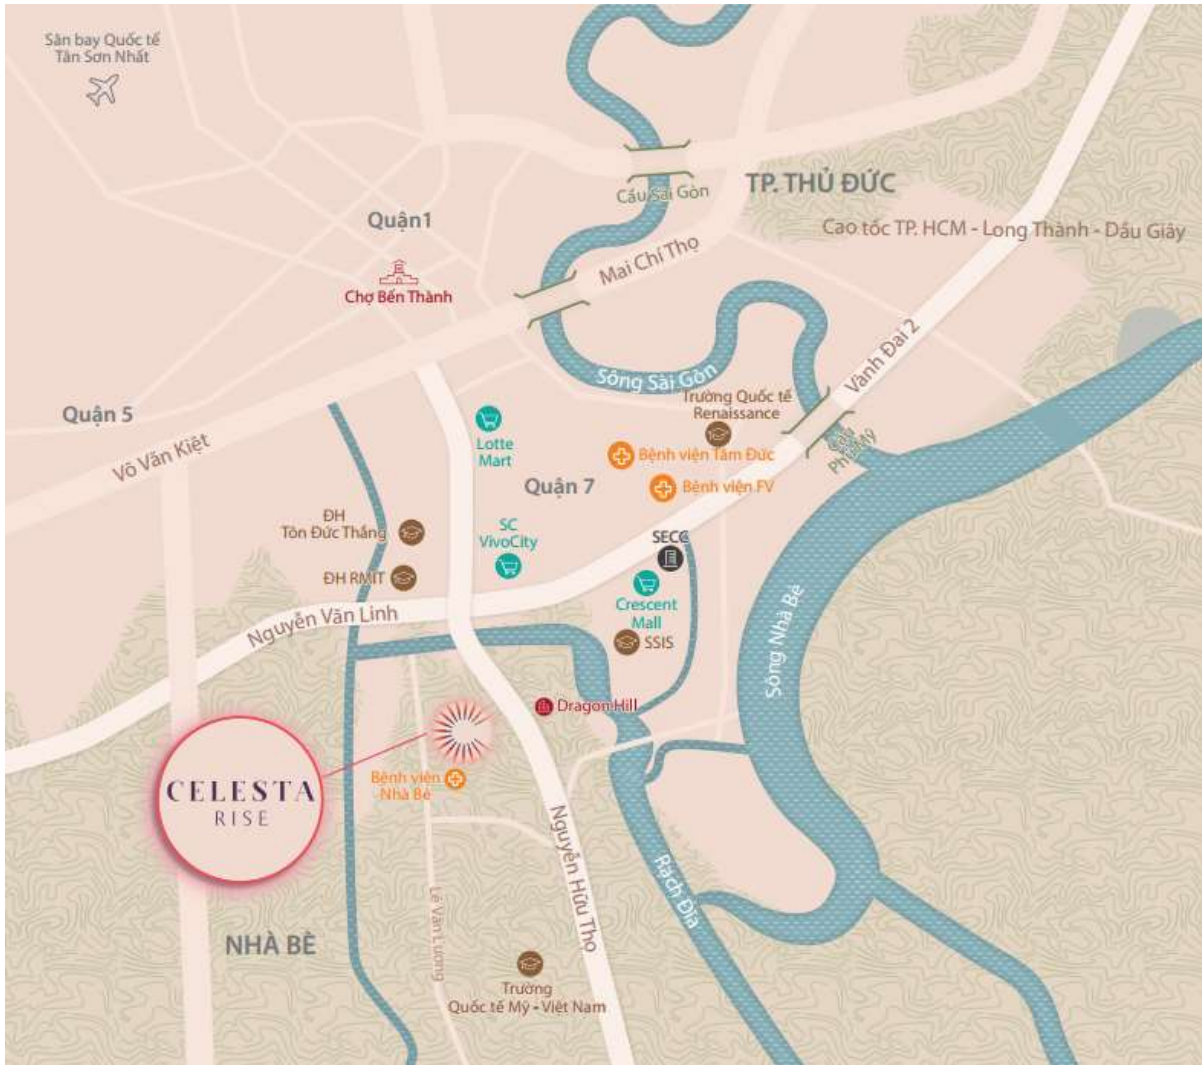 Sân bay Quốc tế
Tân Sơn Nhất
Cầu Sài Gòn
TP. THỦ ĐỨC
Quận1
Cao tốc TP. HCM - Long Thành - Dầu Giây
Mai Chí Thọ
Chợ Bến Thành
Vành Đai 2
Sông Sài Gòn
Trường Quốc tế
Renaissance
Quận 5
Lotte
Mart
Võ Văn Kiệt
Bệnh viện Tâm Đức
Cầu
Phú Mỹ
Quận 7
Bệnh viện FV
ĐH
Tôn Đức Thắng
SC
VivoCity
SECC
ĐH RMIT
Crescent
Mall
Nguyễn Văn Linh
SSIS
Sông Nhà Bè
Dragon Hill
CELESTA
RISE
Bệnh viện
Nhà Bè
Nguyễn Hữu Thọ
Rạch Đĩa
Lê Văn Lương
NHÀ BÈ
Trường
Quốc tế Mỹ - Việt Nam